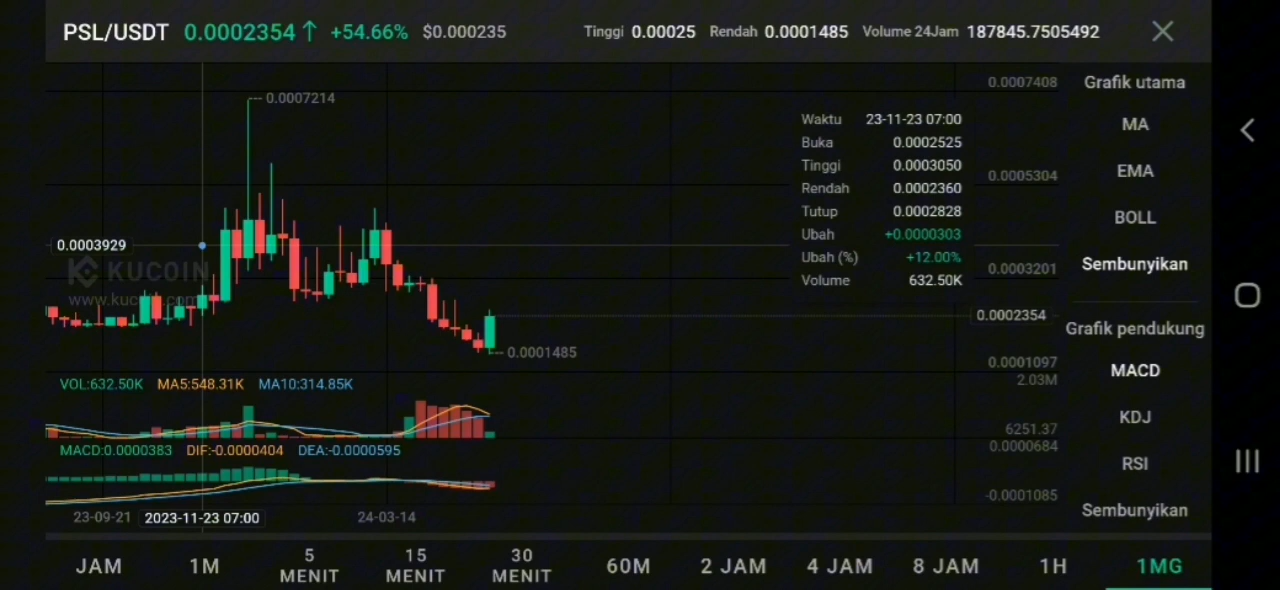 PSL/USDT 0.0002354↑ +54.66% $0.000235 Tinggi 0.00025 Rendah 0.0001485 Volume 24Jam 187845.7505492
0.0007408
Grafik utama
0.0007214
Waktu 23-11-23 07:00
MA
Buka 0.0002525
Tinggi 0.0003050
0.0005304
EMA
Rendah 0.0002360
Tutup 0.0002828
BOLL
Ubah +0.0000303
0.0003929
Ubah (%) +12.00%
Sembunyikan
KUCOIN
0.0003201
Volume 632.50K
www.kucoin.com
0.0002354
Grafik pendukung
0.0001485
0.0001097
MACD
2.03M
VOL:632.50K MA5:548.31K MA10:314.85K
KDJ
6251.37
MACD:0.0000383 DIF:-0.0000404 DEA:-0.0000595
0.0000684
RSI
-0.0001085
Sembunyikan
23-09-21 2023-11-23 07:00 24-03-14
JAM 1M 5 MENIT 15 MENIT 30 MENIT 60M 2 JAM 4 JAM 8 JAM 1H 1MG